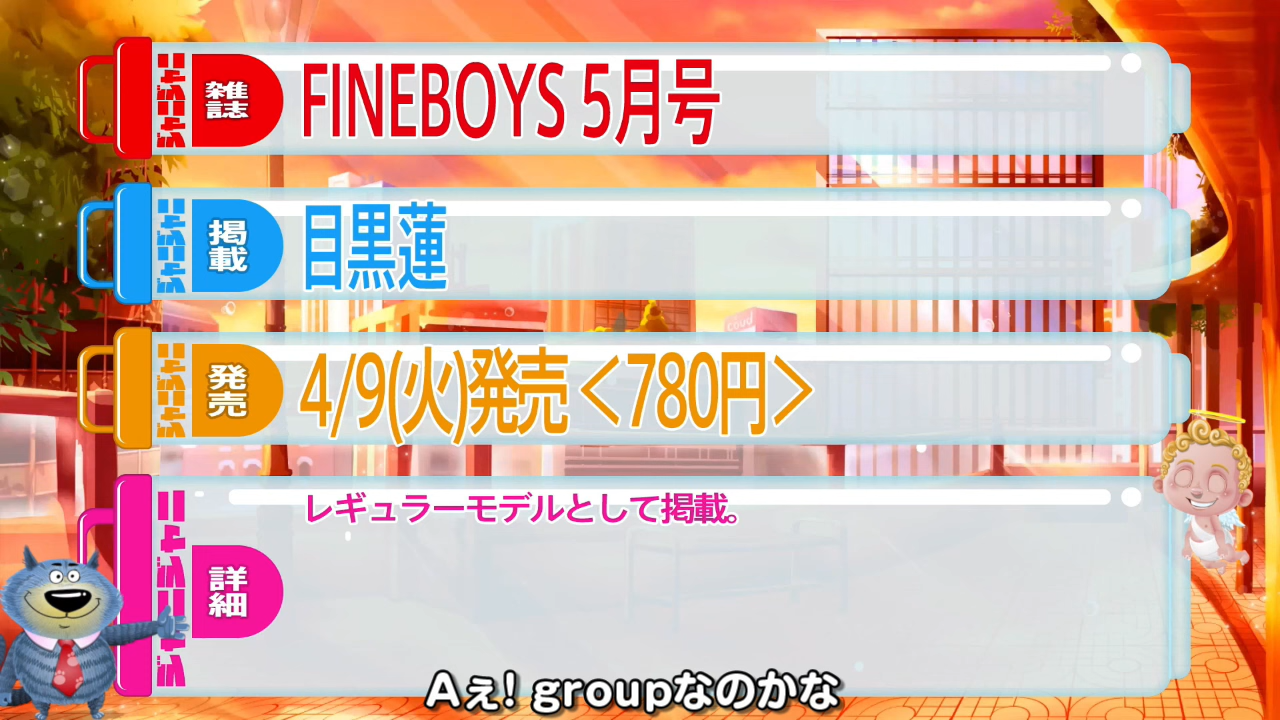 雑誌
FINEBOYS 5月号
掲載
目黒蓮
発売
4/9(火)発売＜780円＞
レギュラーモデルとして掲載。
詳細
Aぇ! groupなのかな